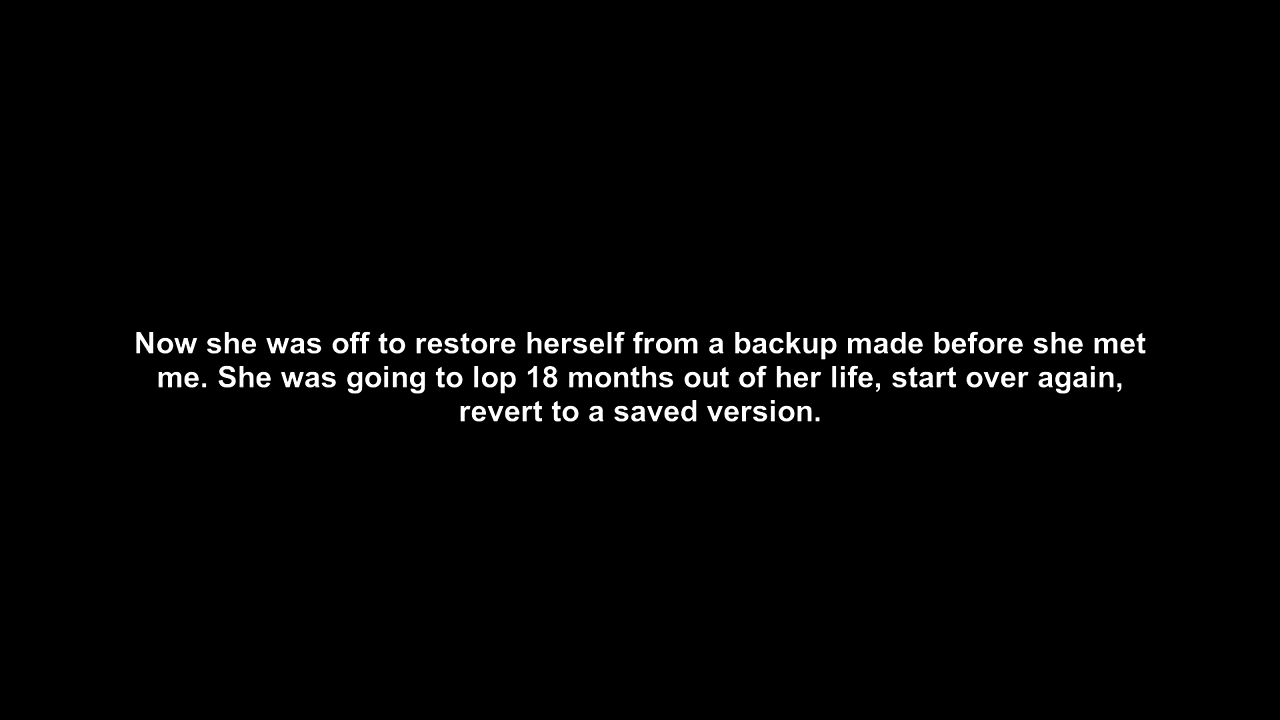 Now she was off to restore herself from a backup made before she met
me. She was going to lop 18 months out of her life, start over again,
revert to a saved version.